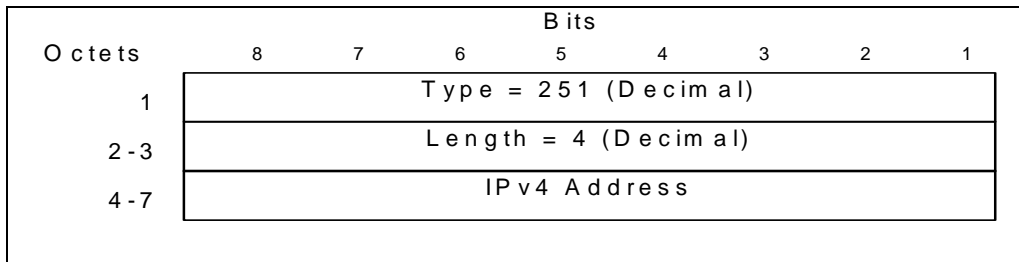 Bits
Octets 8 7 6 5 4 3 2 1
1 Type = 251 (Decimal)
2-3 Length = 4 (Decimal)
4-7 IPv4 Address